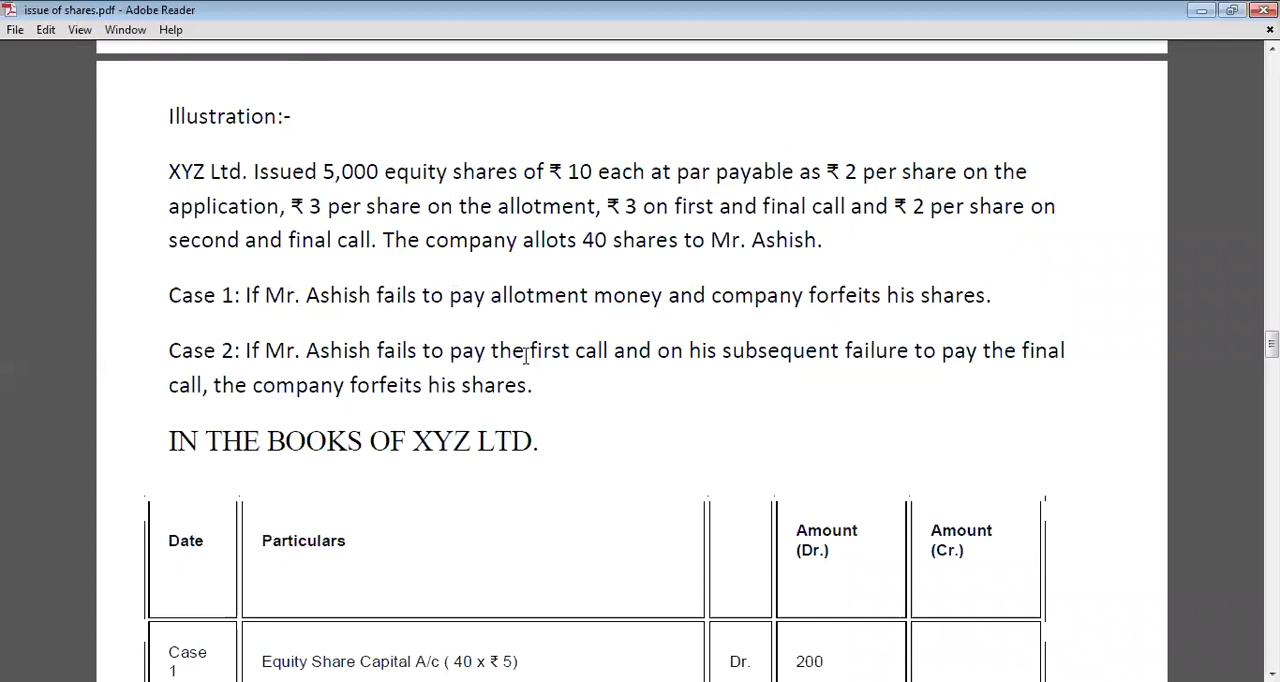 issue of shares.pdf - Adobe Reader
File Edit View Window Help
Illustration:-
XYZ Ltd. Issued 5,000 equity shares of ₹ 10 each at par payable as ₹ 2 per share on the
application, ₹ 3 per share on the allotment, ₹ 3 on first and final call and ₹ 2 per share on
second and final call. The company allots 40 shares to Mr. Ashish.
Case 1: If Mr. Ashish fails to pay allotment money and company forfeits his shares.
Case 2: If Mr. Ashish fails to pay the first call and on his subsequent failure to pay the final
call, the company forfeits his shares.
IN THE BOOKS OF XYZ LTD.
Date Particulars Amount (Dr.) Amount (Cr.)
Case 1 Equity Share Capital A/c ( 40 x ₹ 5) Dr. 200